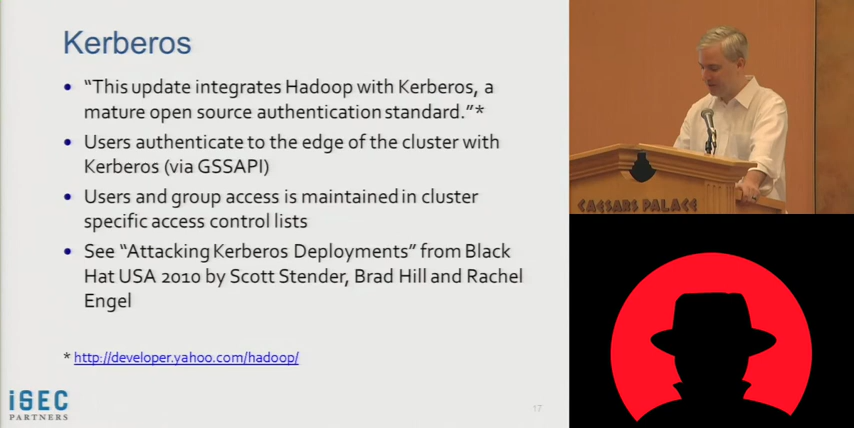 Kerberos
• “This update integrates Hadoop with Kerberos, a
mature open source authentication standard.”*
• Users authenticate to the edge of the cluster with
Kerberos (via GSSAPI)
• Users and group access is maintained in cluster
specific access control lists
• See “Attacking Kerberos Deployments” from Black
Hat USA 2010 by Scott Stender, Brad Hill and Rachel
Engel
* http://developer.yahoo.com/hadoop/
iSEC
PARTNERS
17
CAESARS PALACE